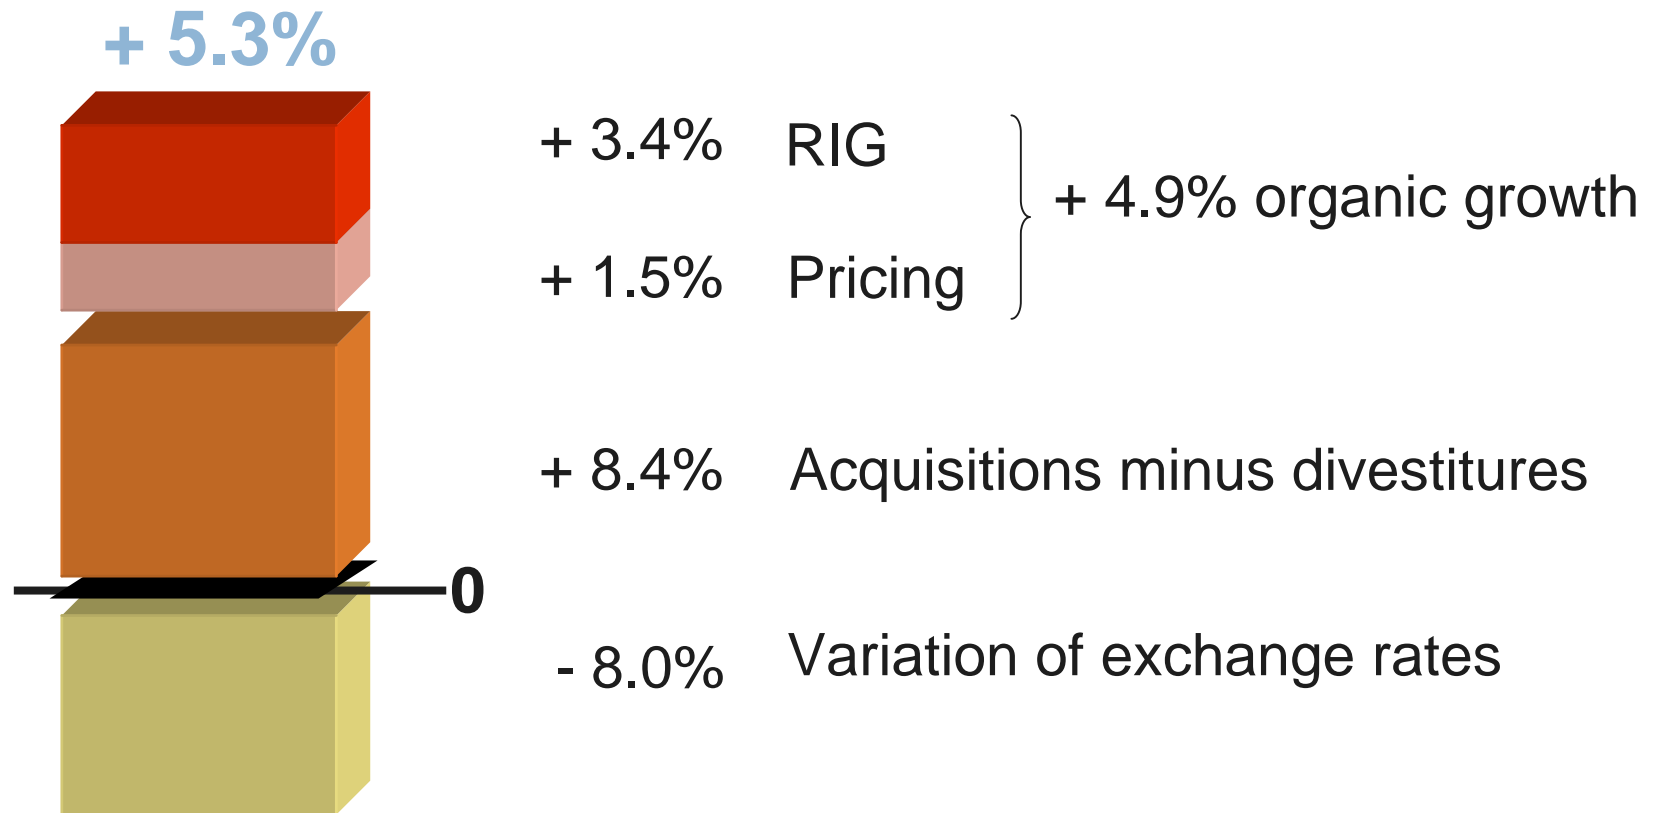 + 5.3%
+ 3.4% RIG
+ 4.9% organic growth
+ 1.5% Pricing
+ 8.4% Acquisitions minus divestitures
0
- 8.0% Variation of exchange rates